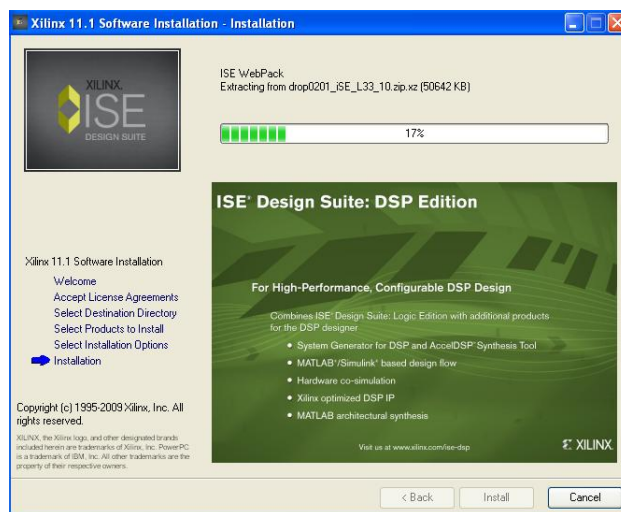 Xilinx 11.1 Software Installation - Installation
XILINX
ISE
DESIGN SUITE
ISE WebPack
Extracting from drop0201_iSE_L33_10.zip.xz (50642 KB)
17%
ISE® Design Suite: DSP Edition
For High-Performance, Configurable DSP Design
Combines ISE® Design Suite: Logic Edition with additional products
for the DSP designer
• System Generator for DSP and AccelDSP™ Synthesis Tool
• MATLAB®/Simulink® based design flow
• Hardware co-simulation
• Xilinx optimized DSP IP
• MATLAB architectural synthesis
Visit us at www.xilinx.com/ise-dsp
XILINX
Xilinx 11.1 Software Installation
Welcome
Accept License Agreements
Select Destination Directory
Select Products to Install
Select Installation Options
Installation
Copyright (c) 1995-2009 Xilinx, Inc. All
rights reserved.
XILINX, the Xilinx logo, and other designated brands
included herein are trademarks of Xilinx, Inc. PowerPC
is a trademark of IBM, Inc. All other trademarks are the
property of their respective owners.
< Back
Install
Cancel